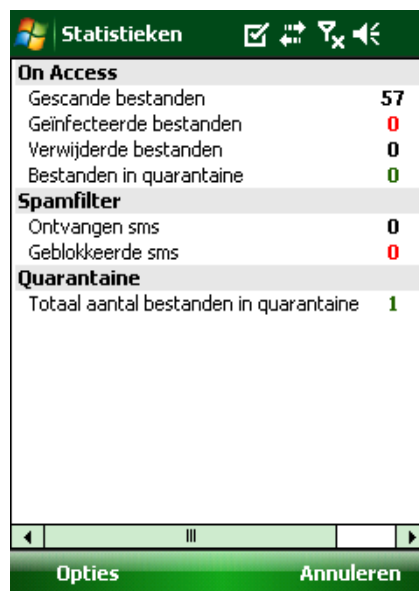 Statistieken
On Access
Gescande bestanden 57
Geïnfecteerde bestanden 0
Verwijderde bestanden 0
Bestanden in quarantaine 0
Spamfilter
Ontvangen sms 0
Geblokkeerde sms 0
Quarantaine
Totaal aantal bestanden in quarantaine 1
Opties Annuleren